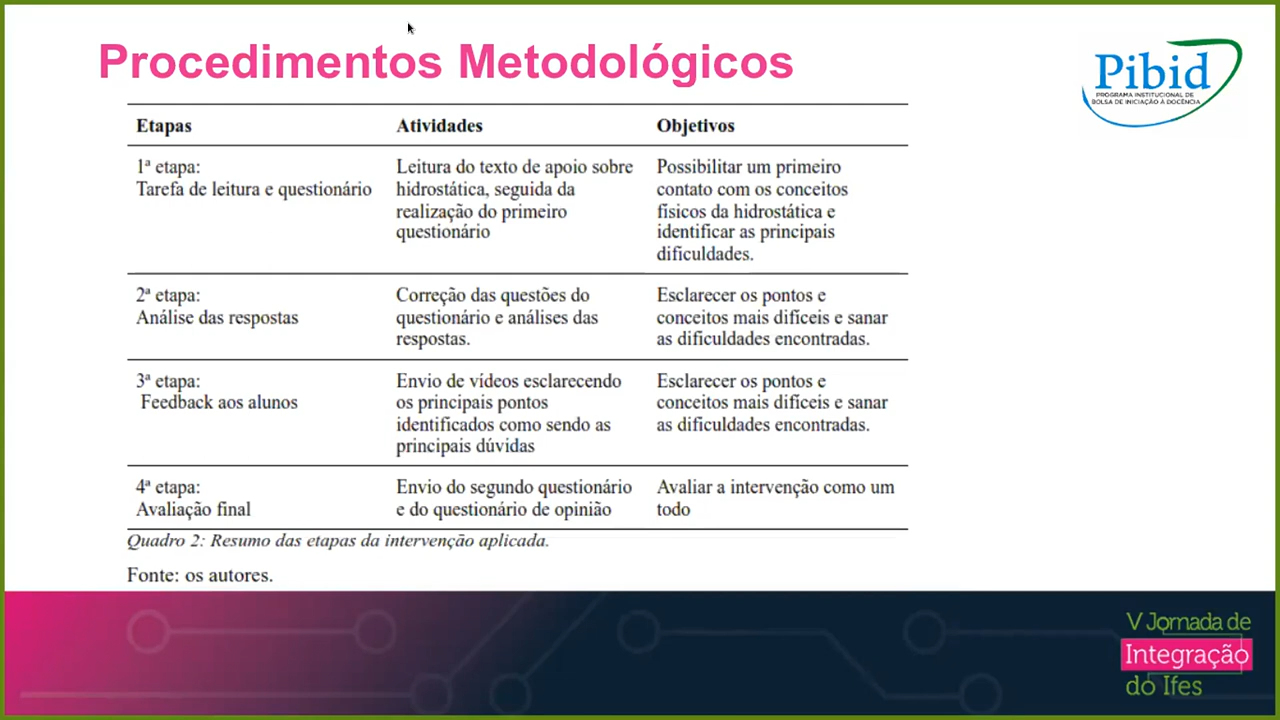 Procedimentos Metodológicos
Pibid
PROGRAMA INSTITUCIONAL DE
BOLSA DE INICIAÇÃO À DOCÊNCIA
Etapas Atividades Objetivos
1ª etapa:
Tarefa de leitura e questionário
Leitura do texto de apoio sobre
hidrostática, seguida da
realização do primeiro
questionário
Possibilitar um primeiro
contato com os conceitos
físicos da hidrostática e
identificar as principais
dificuldades.
2ª etapa:
Análise das respostas
Correção das questões do
questionário e análises das
respostas.
Esclarecer os pontos e
conceitos mais difíceis e sanar
as dificuldades encontradas.
3ª etapa:
Feedback aos alunos
Envio de vídeos esclarecendo
os principais pontos
identificados como sendo as
principais dúvidas
Esclarecer os pontos e
conceitos mais difíceis e sanar
as dificuldades encontradas.
4ª etapa:
Avaliação final
Envio do segundo questionário
e do questionário de opinião
Avaliar a intervenção como um
todo
Quadro 2: Resumo das etapas da intervenção aplicada.
Fonte: os autores.
V Jornada de
Integração
do Ifes